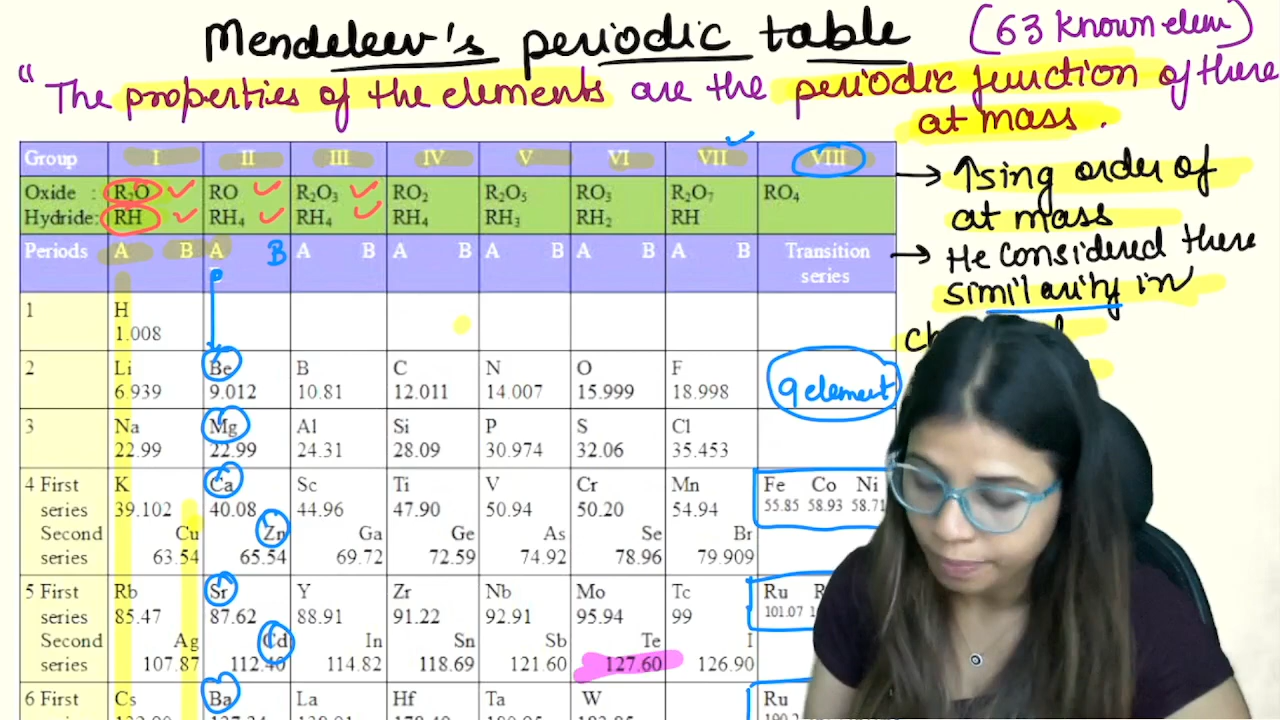 Mendeleev's periodic table (63 known elem)
"The properties of the elements are the periodic function of there
at mass.
Group I II III IV V VI VII VIII
Oxide : R₂O RO R₂O₃ RO₂ R₂O₅ RO₃ R₂O₇ RO₄
Hydride: RH RH₄ RH₄ RH₄ RH₃ RH₂ RH
Periods A B A B A B A B A B A B A B Transition
series
→ ↑sing order of
at mass
→ He considered there
similarity in
1 H
1.008
2 Li Be B C N O F
6.939 9.012 10.81 12.011 14.007 15.999 18.998
9 element
3 Na Mg Al Si P S Cl
22.99 22.99 24.31 28.09 30.974 32.06 35.453
4 First K Ca Sc Ti V Cr Mn Fe Co Ni
series 39.102 40.08 44.96 47.90 50.94 50.20 54.94 55.85 58.93 58.71
Second Cu Zn Ga Ge As Se Br
series 63.54 65.54 69.72 72.59 74.92 78.96 79.909
5 First Rb Sr Y Zr Nb Mo Tc Ru
series 85.47 87.62 88.91 91.22 92.91 95.94 99 101.07
Second Ag Cd In Sn Sb Te I
series 107.87 112.40 114.82 118.69 121.60 127.60 126.90
6 First Cs Ba La Hf Ta W Ru